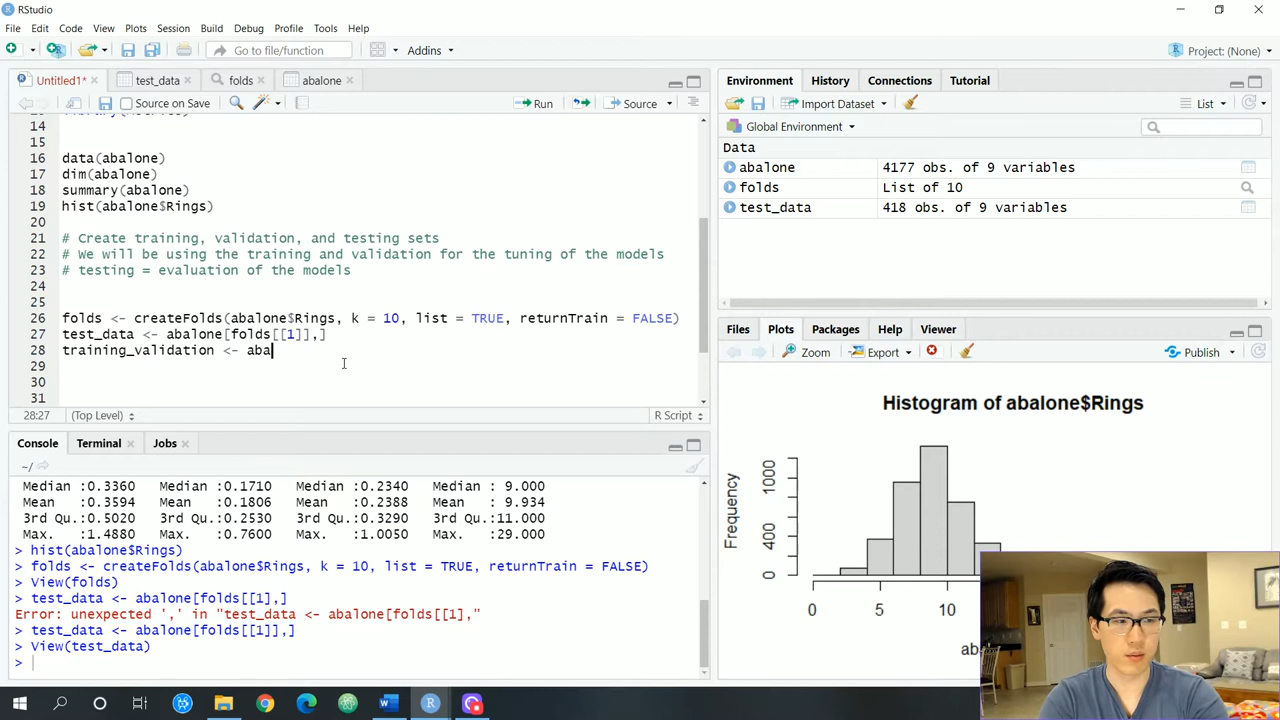 RStudio
File Edit Code View Plots Session Build Debug Profile Tools Help
Go to file/function Addins Project: (None)
Untitled1* test_data folds abalone
Source on Save Run Source
14
15
16 data(abalone)
17 dim(abalone)
18 summary(abalone)
19 hist(abalone$Rings)
20
21 # Create training, validation, and testing sets
22 # We will be using the training and validation for the tuning of the models
23 # testing = evaluation of the models
24
25
26 folds <- createFolds(abalone$Rings, k = 10, list = TRUE, returnTrain = FALSE)
27 test_data <- abalone[folds[[1]],]
28 training_validation <- aba
29
30
31
28:27 (Top Level) R Script
Console Terminal Jobs
~/
Median :0.3360 Median :0.1710 Median :0.2340 Median : 9.000
Mean :0.3594 Mean :0.1806 Mean :0.2388 Mean : 9.934
3rd Qu.:0.5020 3rd Qu.:0.2530 3rd Qu.:0.3290 3rd Qu.:11.000
Max. :1.4880 Max. :0.7600 Max. :1.0050 Max. :29.000
> hist(abalone$Rings)
> folds <- createFolds(abalone$Rings, k = 10, list = TRUE, returnTrain = FALSE)
> View(folds)
> test_data <- abalone[folds[[1],]
Error: unexpected ',' in "test_data <- abalone[folds[[1],"
> test_data <- abalone[folds[[1]],]
> View(test_data)
>
Environment History Connections Tutorial
Import Dataset List
Global Environment
Data
abalone 4177 obs. of 9 variables
folds List of 10
test_data 418 obs. of 9 variables
Files Plots Packages Help Viewer
Zoom Export Publish
Histogram of abalone$Rings
Frequency
0 400 1000
0 5 10
ab